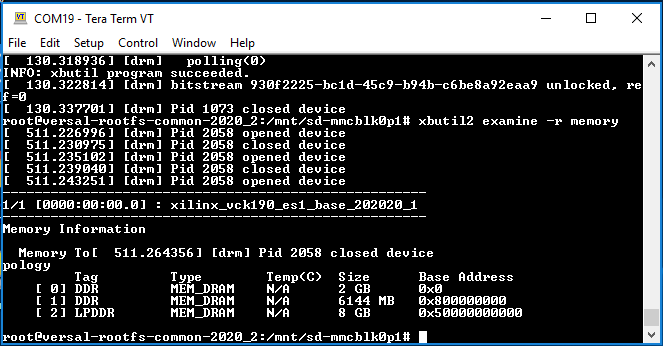 COM19 - Tera Term VT
File Edit Setup Control Window Help
[  130.318936] [drm]   polling(0)
INFO: xbutil program succeeded.
[  130.322814] [drm] bitstream 930f2225-bc1d-45c9-b94b-c6be8a92eaa9 unlocked, re
f=0
[  130.337701] [drm] Pid 1073 closed device
root@versal-rootfs-common-2020_2:/mnt/sd-mmcblk0p1# xbutil2 examine -r memory
[  511.226996] [drm] Pid 2058 opened device
[  511.230975] [drm] Pid 2058 closed device
[  511.235102] [drm] Pid 2058 opened device
[  511.239040] [drm] Pid 2058 closed device
[  511.243251] [drm] Pid 2058 opened device
------------------------------------------------------
1/1 [0000:00:00.0] : xilinx_vck190_es1_base_202020_1
------------------------------------------------------
Memory Information

  Memory To[  511.264356] [drm] Pid 2058 closed device
pology
         Tag         Type        Temp(C)  Size      Base Address
    [ 0] DDR         MEM_DRAM    N/A      2 GB      0x0
    [ 1] DDR         MEM_DRAM    N/A      6144 MB   0x800000000
    [ 2] LPDDR       MEM_DRAM    N/A      8 GB      0x50000000000

root@versal-rootfs-common-2020_2:/mnt/sd-mmcblk0p1#